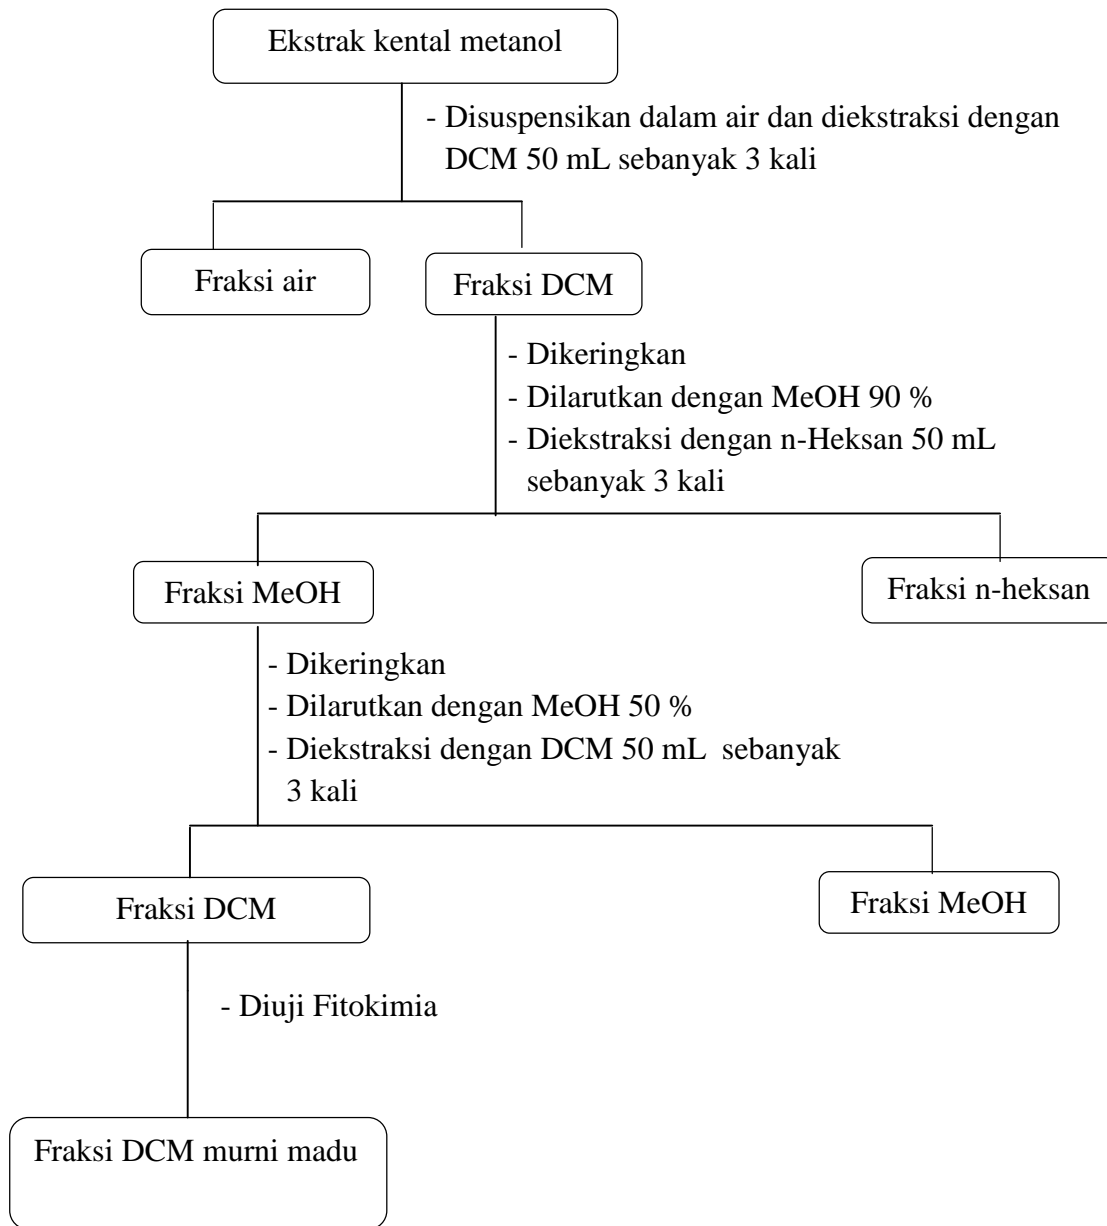 Ekstrak kental metanol
- Disuspensikan dalam air dan diekstraksi dengan
DCM 50 mL sebanyak 3 kali
Fraksi air
Fraksi DCM
- Dikeringkan
- Dilarutkan dengan MeOH 90 %
- Diekstraksi dengan n-Heksan 50 mL
sebanyak 3 kali
Fraksi MeOH
Fraksi n-heksan
- Dikeringkan
- Dilarutkan dengan MeOH 50 %
- Diekstraksi dengan DCM 50 mL sebanyak
3 kali
Fraksi DCM
Fraksi MeOH
- Diuji Fitokimia
Fraksi DCM murni madu